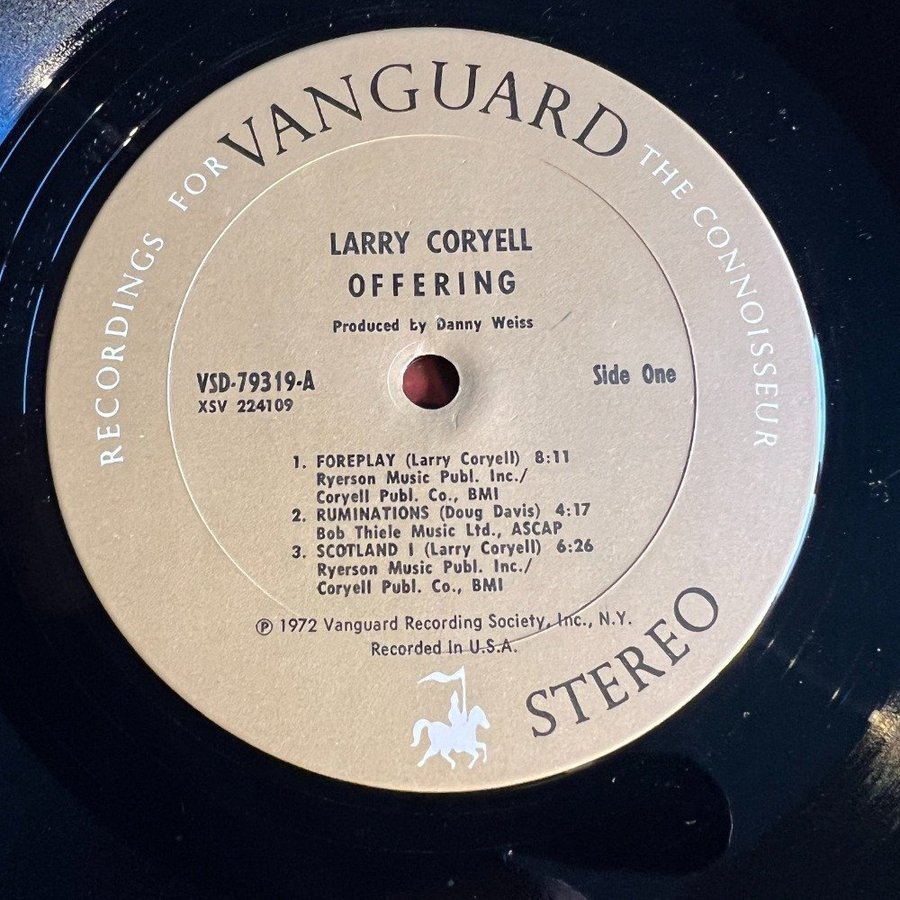 RECORDINGS FOR VANGUARD THE CONNOISSEUR
LARRY CORYELL
OFFERING
Produced by Danny Weiss
VSD-79319-A
Side One
XSV 224109
1. FOREPLAY (Larry Coryell) 8:11
Ryerson Music Publ. Inc./
Coryell Publ. Co., BMI
2. RUMINATIONS (Doug Davis) 4:17
Bob Thiele Music Ltd., ASCAP
3. SCOTLAND I (Larry Coryell) 6:26
Ryerson Music Publ. Inc./
Coryell Publ. Co., BMI
℗ 1972 Vanguard Recording Society, Inc., N.Y.
Recorded in U.S.A.
STEREO